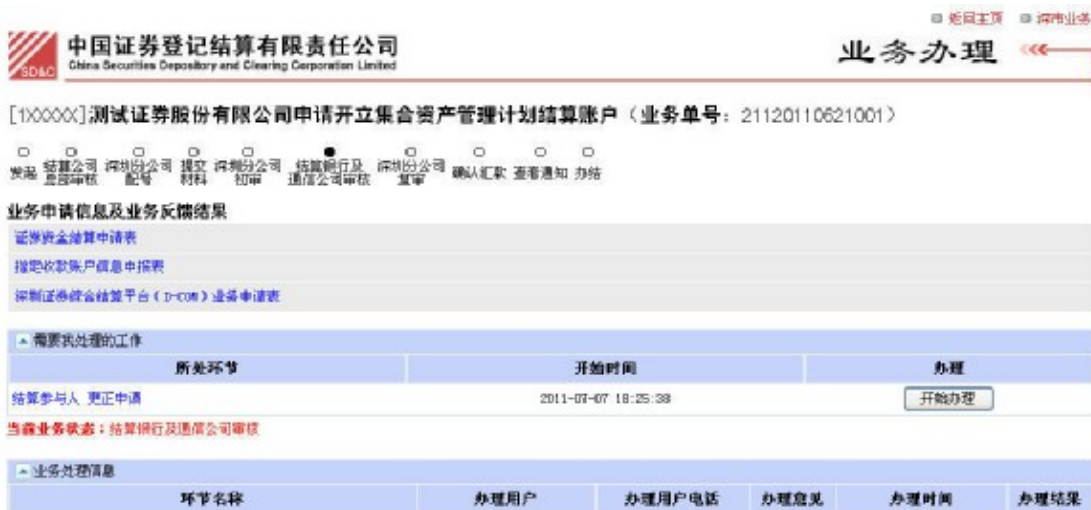 返回主页 深市业务
SD&C
中国证券登记结算有限责任公司
China Securities Depository and Clearing Corporation Limited
业务办理
[1XXXXX]测试证券股份有限公司申请开立集合资产管理计划结算账户（业务单号：21120110621001）
发起 结算公司总部审核 深圳分公司配号 提交材料 深圳分公司初审 结算银行及通信公司审核 深圳分公司复审 确认汇款 查看通知 办结
业务申请信息及业务反馈结果
证券资金结算申请表
指定收款账户信息申报表
深圳证券综合结算平台（D-COM）业务申请表
需要我处理的工作
所处环节 开始时间 办理
结算参与人 更正申请 2011-07-07 18:25:38 开始办理
当前业务状态：结算银行及通信公司审核
业务处理信息
环节名称 办理用户 办理用户电话 办理意见 办理时间 办理结果